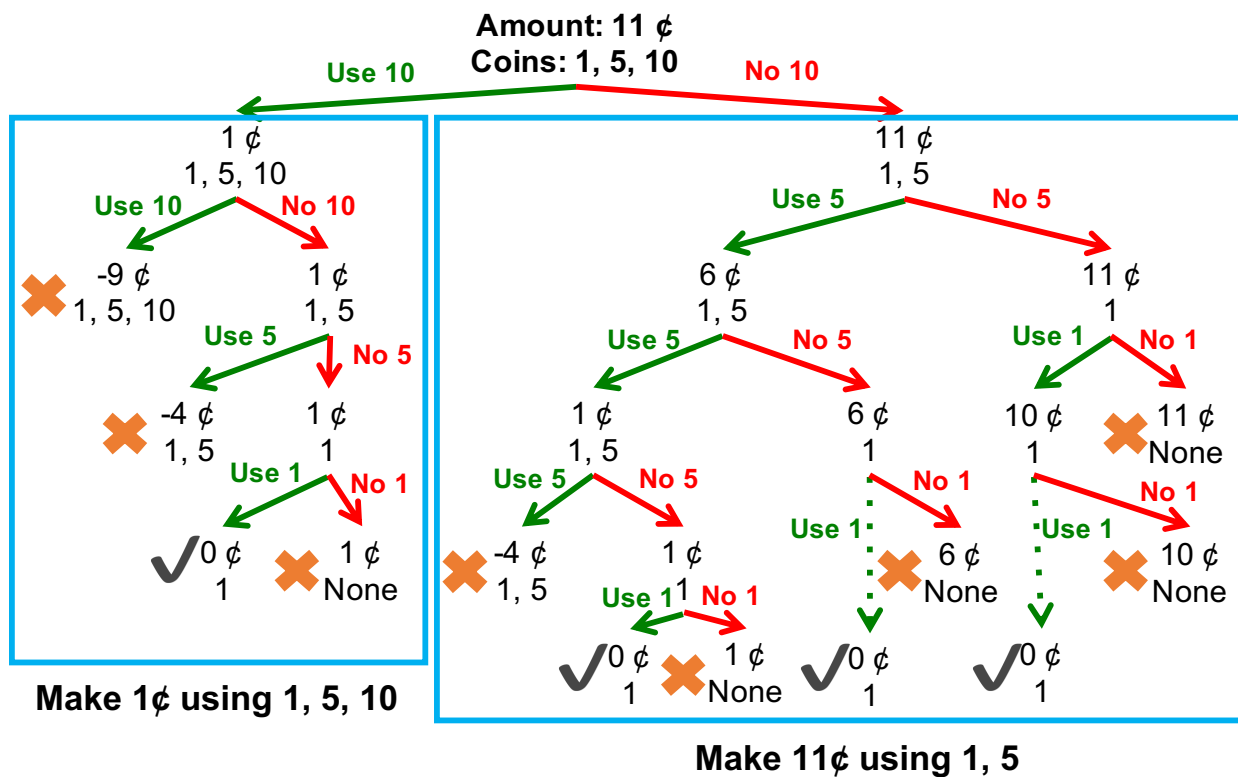 Amount: 11 ¢
Coins: 1, 5, 10
Use 10
No 10
1 ¢
1, 5, 10
Use 10
No 10
-9 ¢
1, 5, 10
1 ¢
1, 5
Use 5
No 5
-4 ¢
1, 5
1 ¢
1
Use 1
No 1
0 ¢
1
1 ¢
None
Make 1¢ using 1, 5, 10
11 ¢
1, 5
Use 5
No 5
6 ¢
1, 5
11 ¢
1
Use 5
No 5
Use 1
No 1
1 ¢
1, 5
6 ¢
1
10 ¢
1
11 ¢
None
Use 5
No 5
Use 1
No 1
Use 1
No 1
-4 ¢
1, 5
1 ¢
1
6 ¢
None
10 ¢
None
Use 1
No 1
0 ¢
1
1 ¢
None
0 ¢
1
0 ¢
1
Make 11¢ using 1, 5